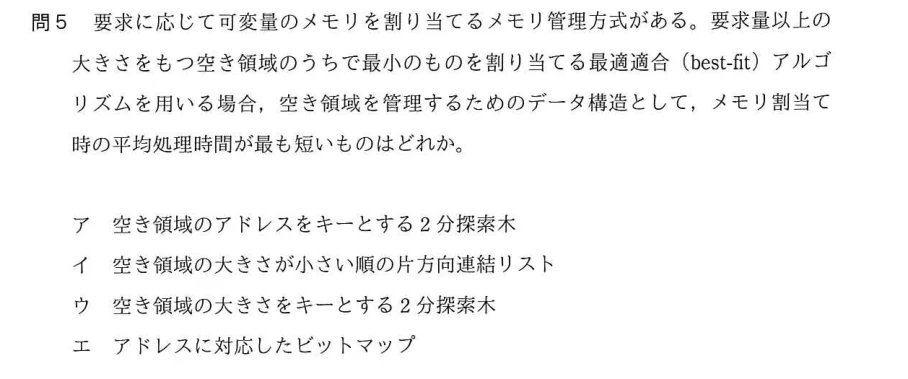 問5 要求に応じて可変量のメモリを割り当てるメモリ管理方式がある。要求量以上の
大きさをもつ空き領域のうちで最小のものを割り当てる最適適合（best-fit）アルゴ
リズムを用いる場合，空き領域を管理するためのデータ構造として，メモリ割当て
時の平均処理時間が最も短いものはどれか。
ア 空き領域のアドレスをキーとする2分探索木
イ 空き領域の大きさが小さい順の片方向連結リスト
ウ 空き領域の大きさをキーとする2分探索木
エ アドレスに対応したビットマップ